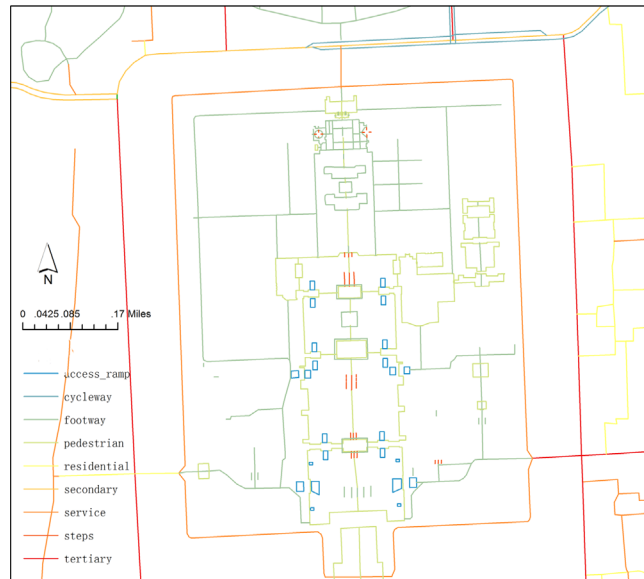 N
0 .0425.085 .17 Miles
access_ramp
cycleway
footway
pedestrian
residential
secondary
service
steps
tertiary